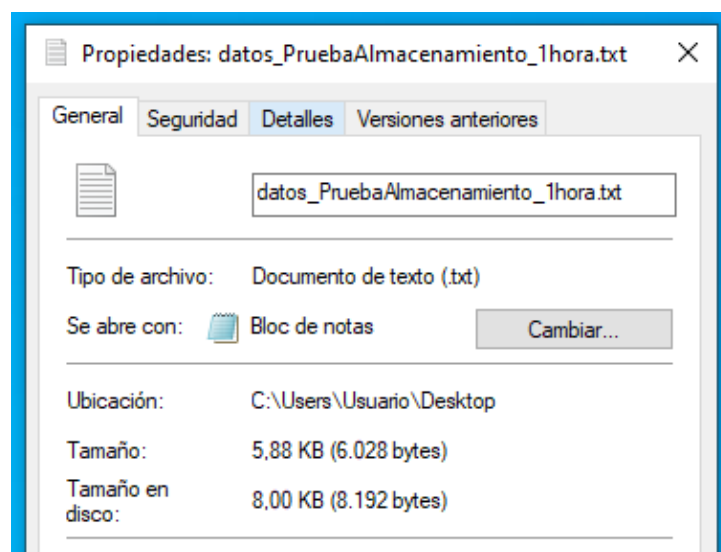 Propiedades: datos_PruebaAlmacenamiento_1hora.txt
General Seguridad Detalles Versiones anteriores
datos_PruebaAlmacenamiento_1hora.txt
Tipo de archivo: Documento de texto (.txt)
Se abre con: Bloc de notas Cambiar...
Ubicación: C:\Users\Usuario\Desktop
Tamaño: 5,88 KB (6.028 bytes)
Tamaño en
disco: 8,00 KB (8.192 bytes)